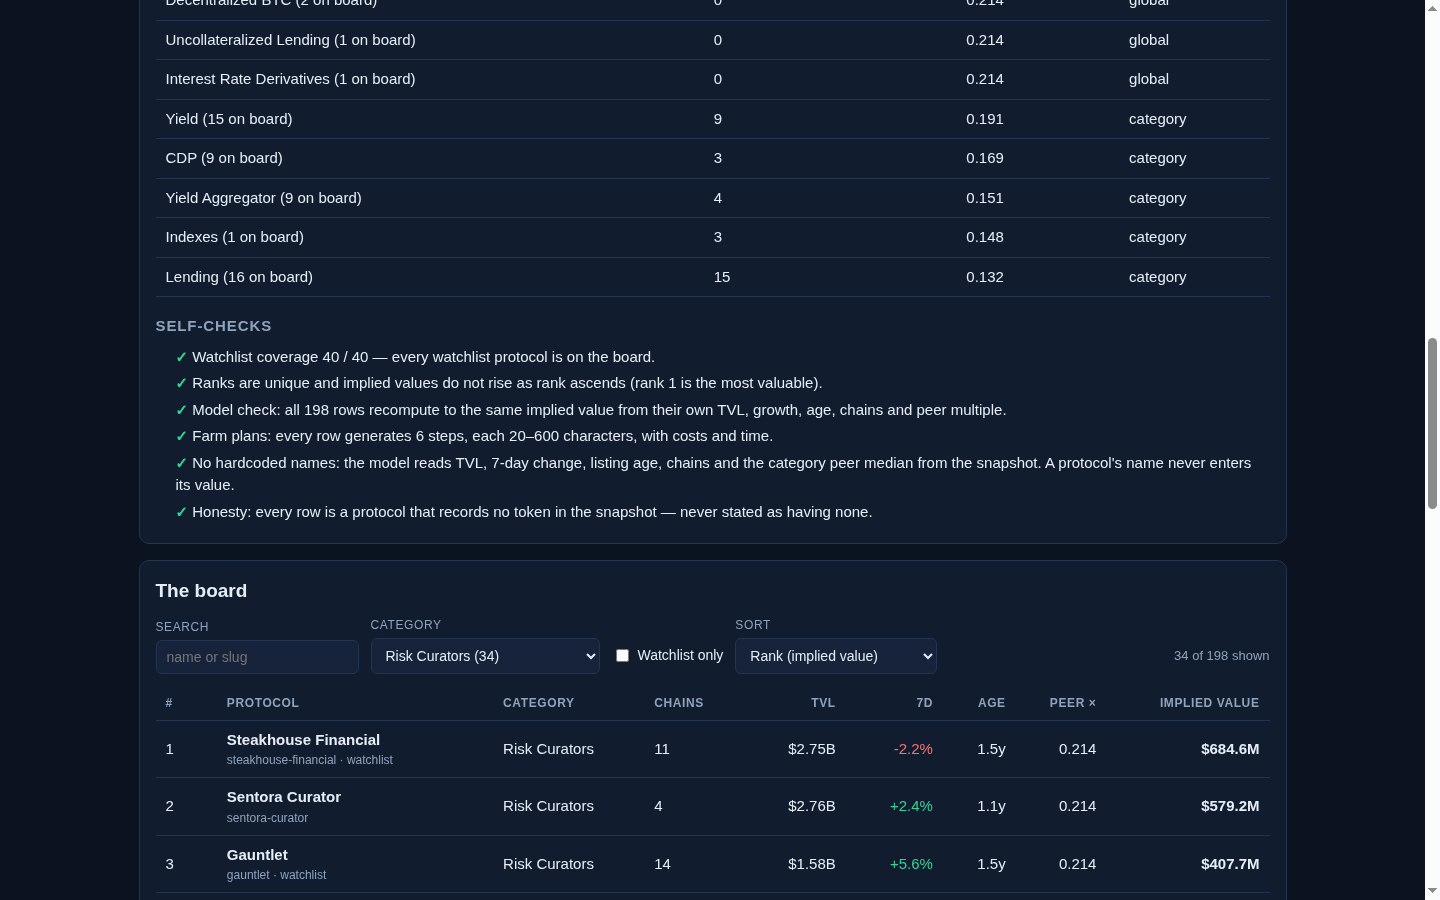 Decentralized BTC (2 on board) 0 0.214 global
Uncollateralized Lending (1 on board) 0 0.214 global
Interest Rate Derivatives (1 on board) 0 0.214 global
Yield (15 on board) 9 0.191 category
CDP (9 on board) 3 0.169 category
Yield Aggregator (9 on board) 4 0.151 category
Indexes (1 on board) 3 0.148 category
Lending (16 on board) 15 0.132 category
SELF-CHECKS
✓ Watchlist coverage 40 / 40 — every watchlist protocol is on the board.
✓ Ranks are unique and implied values do not rise as rank ascends (rank 1 is the most valuable).
✓ Model check: all 198 rows recompute to the same implied value from their own TVL, growth, age, chains and peer multiple.
✓ Farm plans: every row generates 6 steps, each 20–600 characters, with costs and time.
✓ No hardcoded names: the model reads TVL, 7-day change, listing age, chains and the category peer median from the snapshot. A protocol's name never enters
its value.
✓ Honesty: every row is a protocol that records no token in the snapshot — never stated as having none.
The board
SEARCH CATEGORY SORT
name or slug Risk Curators (34) Watchlist only Rank (implied value) 34 of 198 shown
# PROTOCOL CATEGORY CHAINS TVL 7D AGE PEER × IMPLIED VALUE
1 Steakhouse Financial Risk Curators 11 $2.75B -2.2% 1.5y 0.214 $684.6M
steakhouse-financial · watchlist
2 Sentora Curator Risk Curators 4 $2.76B +2.4% 1.1y 0.214 $579.2M
sentora-curator
3 Gauntlet Risk Curators 14 $1.58B +5.6% 1.5y 0.214 $407.7M
gauntlet · watchlist